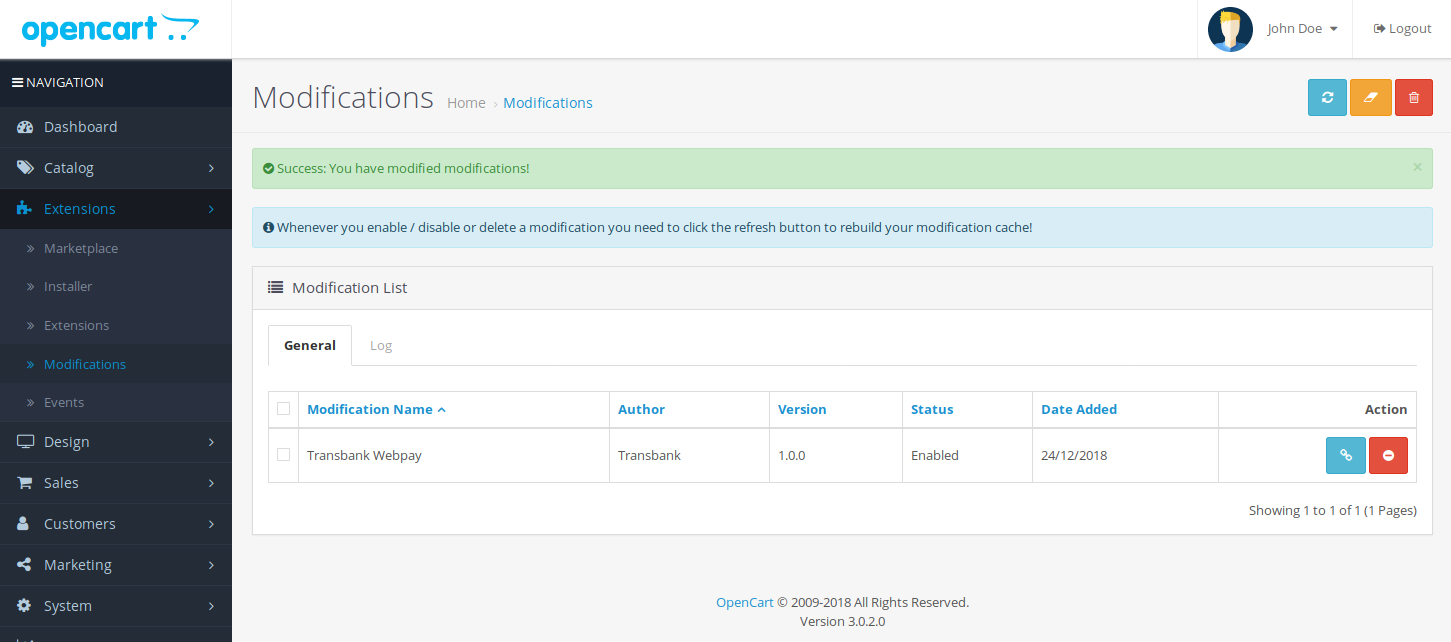 opencart
John Doe
Logout
NAVIGATION
Dashboard
Catalog
Extensions
Marketplace
Installer
Extensions
Modifications
Events
Design
Sales
Customers
Marketing
System
Modifications
Home › Modifications
Success: You have modified modifications!
×
Whenever you enable / disable or delete a modification you need to click the refresh button to rebuild your modification cache!
Modification List
General Log
Modification Name Author Version Status Date Added Action
Transbank Webpay Transbank 1.0.0 Enabled 24/12/2018
Showing 1 to 1 of 1 (1 Pages)
OpenCart © 2009-2018 All Rights Reserved.
Version 3.0.2.0